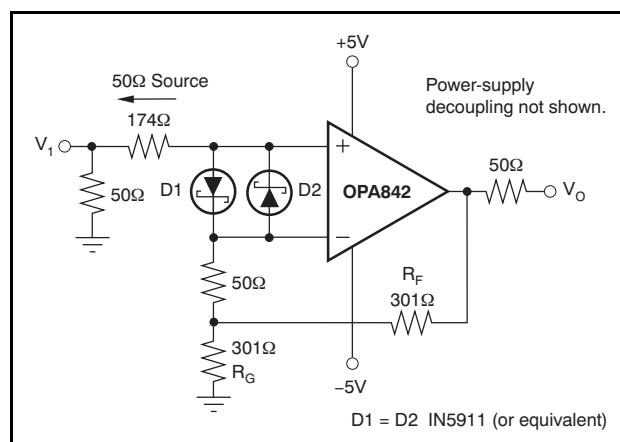 +5V
50Ω Source
Power-supply
decoupling not shown.
174Ω
V1
+
50Ω
D1
D2
OPA842
50Ω
VO
−
50Ω
RF
301Ω
301Ω
RG
−5V
D1 = D2 IN5911 (or equivalent)